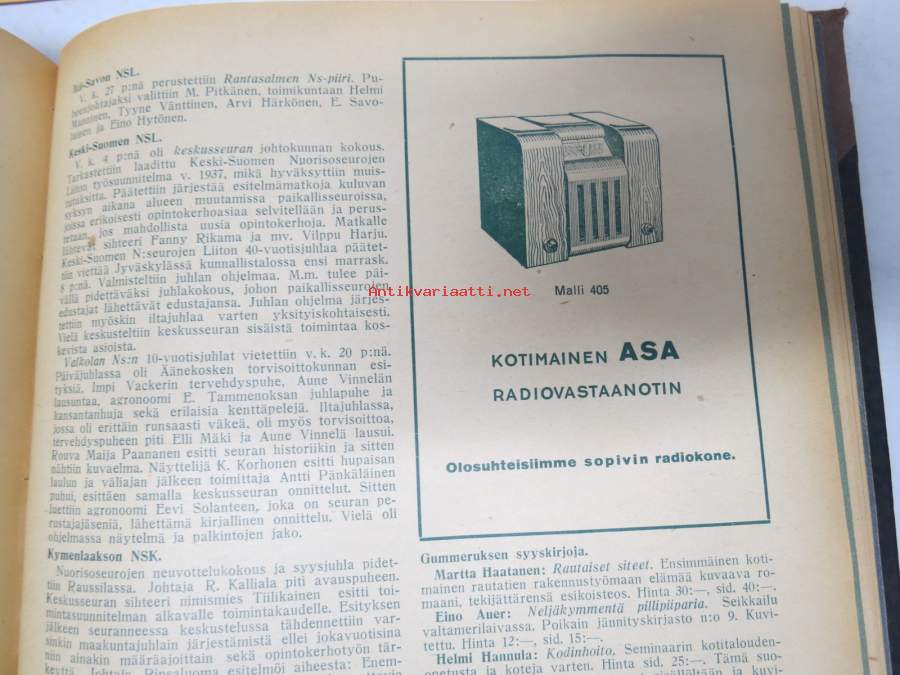 Itä-Savon NSL.
V. k. 27 p:nä perustettiin Rantasalmen Ns-piiri. Pu-
heenjohtajaksi valittiin M. Pitkänen, toimikuntaan Helmi
Manninen, Tyyne Vänttinen, Arvi Härkönen, E. Savo-
lainen ja Eino Hytönen.
Keski-Suomen NSL.
V. k. 4 p:nä oli keskusseuran johtokunnan kokous.
Tarkastettiin laadittu Keski-Suomen Nuorisoseurojen
Liiton työsuunnitelma v. 1937, mikä hyväksyttiin muis-
tutuksitta. Päätettiin järjestää esitelmämatkoja kuluvan
syksyn aikana alueen muutamissa paikallisseuroissa,
joissa erikoisesti opintokerhoasiaa selvitellään ja perus-
tetaan, jos mahdollista uusia opintokerhoja. Matkalle
lähtevät sihteeri Fanny Rikama ja mv. Vilppu Harju.
Keski-Suomen N:seurojen Liiton 40-vuotisjuhlaa päätet-
tiin viettää Jyväskylässä kunnallistalossa ensi marrask.
8 p:nä. Valmisteltiin juhlan ohjelmaa. M.m. tulee päi-
vällä pidettäväksi juhlakokous, johon paikallisseurojen
edustajat lähettävät edustajansa. Juhlan ohjelma järjes-
tettiin myöskin iltajuhlaa varten yksityiskohtaisesti.
Vielä keskusteltiin keskusseuran sisäistä toimintaa kos-
kevista asioista.
Valkolan Ns:n 10-vuotisjuhlat vietettiin v. k. 20 p:nä.
Päiväjuhlassa oli Äänekosken torvisoittokunnan esi-
tyksiä, Impi Vackerin tervehdyspuhe, Aune Vinnelän
lausuntaa, agronoomi E. Tammenoksan juhlapuhe ja
kansantanhuja sekä erilaisia kenttäpelejä. Iltajuhlassa,
jossa oli erittäin runsaasti väkeä, oli myös torvisoittoa,
tervehdyspuheen piti Elli Mäki ja Aune Vinnelä lausui.
Rouva Maija Paananen esitti seuran historiikin ja sitten
nähtiin kuvaelma. Näyttelijä K. Korhonen esitti hupaisan
laulun ja väliajan jälkeen toimittaja Antti Pänkäläinen
puhui, esittäen samalla keskusseuran onnittelut. Sitten
luettiin agronoomi Eevi Solanteen, joka on seuran pe-
rustajajäseniä, lähettämä kirjallinen onnittelu. Vielä oli
ohjelmassa näytelmä ja palkintojen jako.
Kymenlaakson NSK.
Nuorisoseurojen neuvottelukokous ja syysjuhla pidet-
tiin Raussilassa. Johtaja R. Kalliala piti avauspuheen.
Keskusseuran sihteeri nimismies Tiilikainen esitti toi-
mintasuunnitelman alkavalle toimintakaudelle. Esityksen
jälkeen seuranneessa keskustelussa tähdennettiin var-
sinkin maakuntajuhlain järjestämistä ellei jokavuotisina
niin ainakin määräajoittain sekä opintokerhotyön tär-
keyttä. Johtaja Ripsaluoma esitelmöi aiheesta: Enem-
Antikvariaatti.net
Malli 405
KOTIMAINEN ASA
RADIOVASTAANOTIN
Olosuhteisiimme sopivin radiokone.
Gummeruksen syyskirjoja.
Martta Haatanen: Rautaiset siteet. Ensimmäinen koti-
mainen rautatien rakennustyömaan elämää kuvaava ro-
maani, tekijättärensä esikoisteos. Hinta 30:—, sid. 40:—.
Eino Auer: Neljäkymmentä pillipiiparia. Seikkailu
valtamerilaivassa. Poikain jännityskirjasto n:o 9. Kuvi-
tettu. Hinta 12:—, sid. 15:—.
Helmi Hannula: Kodinhoito, Seminaarin kotitalouden-
opetusta ja koteja varten. Hinta sid. 25:—. Tämä suo-